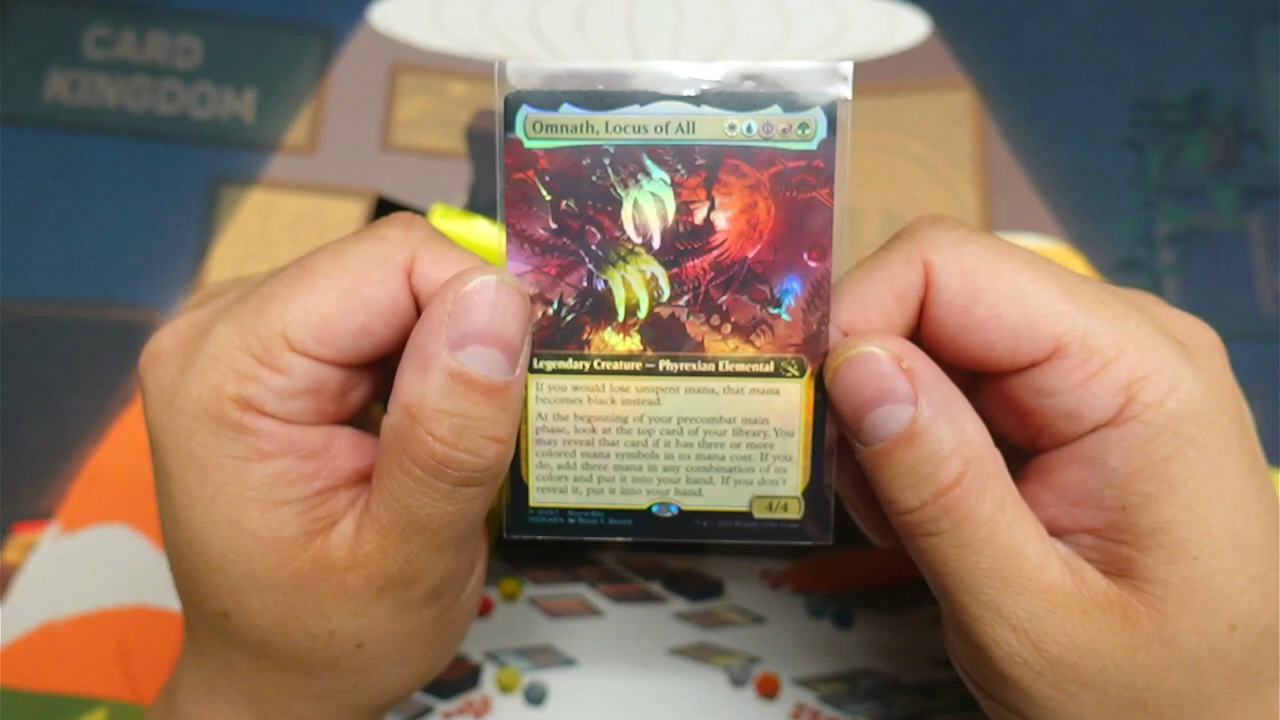 CARD
KINGDOM
Omnath, Locus of All
Legendary Creature — Phyrexian Elemental
If you would lose unspent mana, that mana
becomes black instead.
At the beginning of your precombat main
phase, look at the top card of your library. You
may reveal that card if it has three or more
colored mana symbols in its mana cost. If you
do, add three mana in any combination of its
colors and put it into your hand. If you don't
reveal it, put it into your hand.
4/4